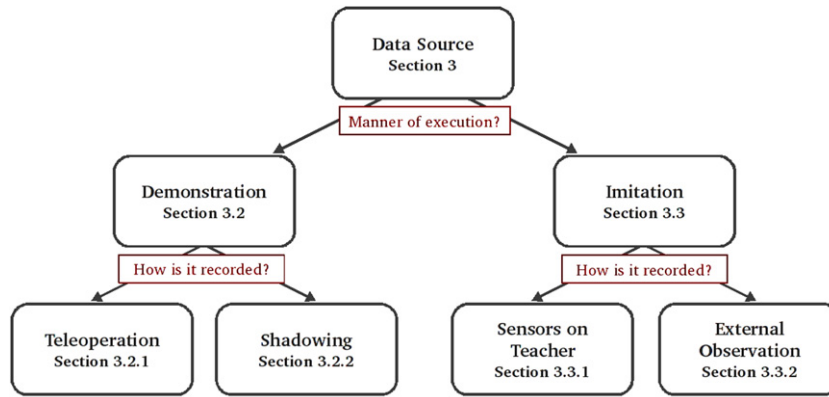 Data Source
Section 3
Manner of execution?
Demonstration
Section 3.2
Imitation
Section 3.3
How is it recorded?
How is it recorded?
Teleoperation
Section 3.2.1
Shadowing
Section 3.2.2
Sensors on
Teacher
Section 3.3.1
External
Observation
Section 3.3.2